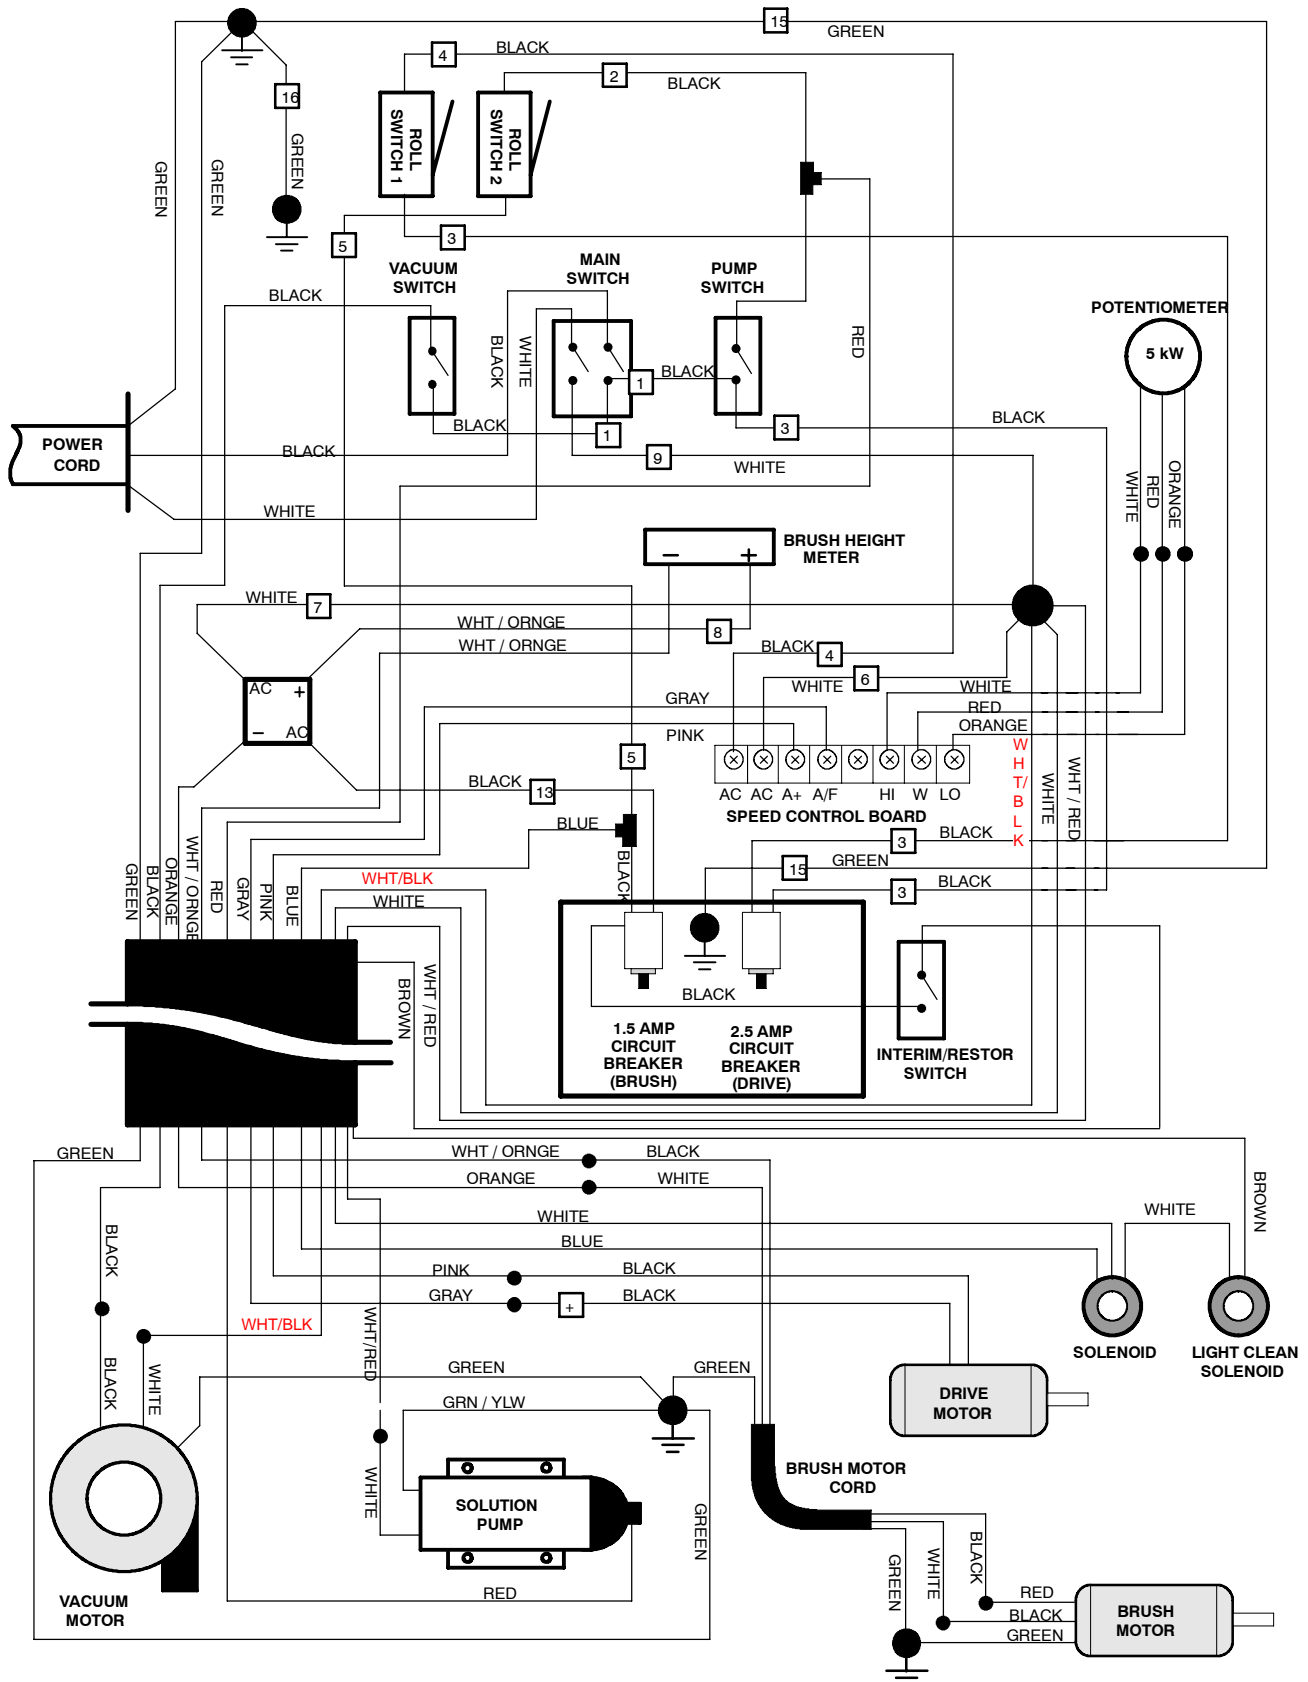 15
GREEN
4
BLACK
2
BLACK
16
GREEN
GREEN
GREEN
ROLL
SWITCH 1
ROLL
SWITCH 2
5
3
VACUUM
SWITCH
MAIN
SWITCH
PUMP
SWITCH
BLACK
BLACK
WHITE
RED
POTENTIOMETER
5 kW
1
BLACK
BLACK
1
3
BLACK
POWER
CORD
BLACK
9
WHITE
WHITE
RED
ORANGE
WHITE
BRUSH HEIGHT
METER
WHITE
7
WHT / ORNGE
8
WHT / ORNGE
BLACK
4
WHITE
6
WHITE
GRAY
RED
PINK
ORANGE
AC
AC
5
AC
AC
A+
A/F
HI
W
LO
SPEED CONTROL BOARD
WHT/BLK
WHITE
WHT / RED
BLACK
13
BLUE
BLACK
3
BLACK
15
GREEN
3
BLACK
GREEN
BLACK
ORANGE
WHT / ORNGE
RED
GRAY
PINK
BLUE
WHT/BLK
WHITE
BROWN
WHT / RED
BLACK
1.5 AMP
CIRCUIT
BREAKER
(BRUSH)
2.5 AMP
CIRCUIT
BREAKER
(DRIVE)
INTERIM/RESTOR
SWITCH
GREEN
WHT / ORNGE
BLACK
ORANGE
WHITE
WHITE
WHITE
BROWN
BLUE
BLACK
PINK
BLACK
GRAY
+
BLACK
WHT/BLK
WHT/RED
SOLENOID
LIGHT CLEAN
SOLENOID
BLACK
WHITE
GREEN
GREEN
GRN / YLW
DRIVE
MOTOR
BRUSH MOTOR
CORD
WHITE
SOLUTION
PUMP
GREEN
RED
VACUUM
MOTOR
GREEN
WHITE
BLACK
RED
BLACK
GREEN
BRUSH
MOTOR